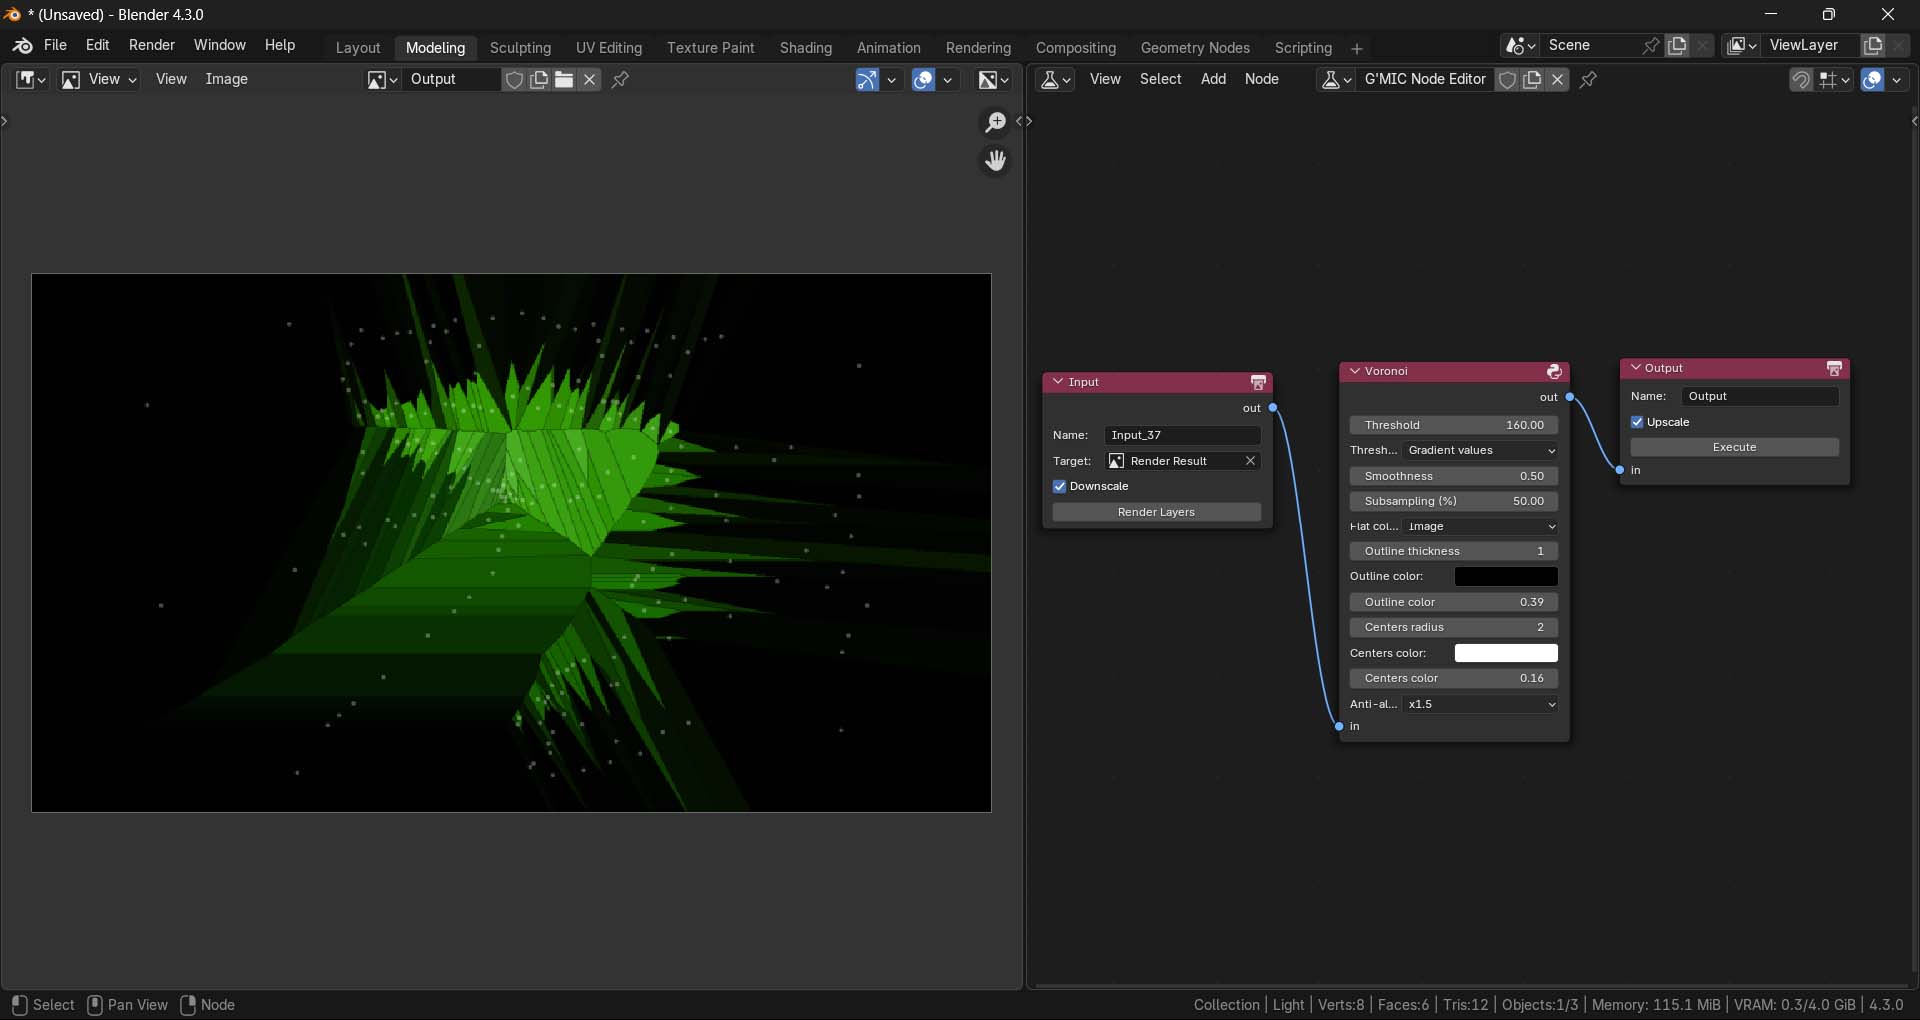 * (Unsaved) - Blender 4.3.0
File Edit Render Window Help Layout Modeling Sculpting UV Editing Texture Paint Shading Animation Rendering Compositing Geometry Nodes Scripting + Scene ViewLayer
View View Image Output
View Select Add Node G'MIC Node Editor
Input
out
Name: Input_37
Target: Render Result
Downscale
Render Layers
Voronoi
out
Threshold 160.00
Thresh... Gradient values
Smoothness 0.50
Subsampling (%) 50.00
Flat col... Image
Outline thickness 1
Outline color:
Outline color 0.39
Centers radius 2
Centers color:
Centers color 0.16
Anti-al... x1.5
in
Output
Name: Output
Upscale
Execute
in
Select Pan View Node
Collection | Light | Verts:8 | Faces:6 | Tris:12 | Objects:1/3 | Memory: 115.1 MiB | VRAM: 0.3/4.0 GiB | 4.3.0